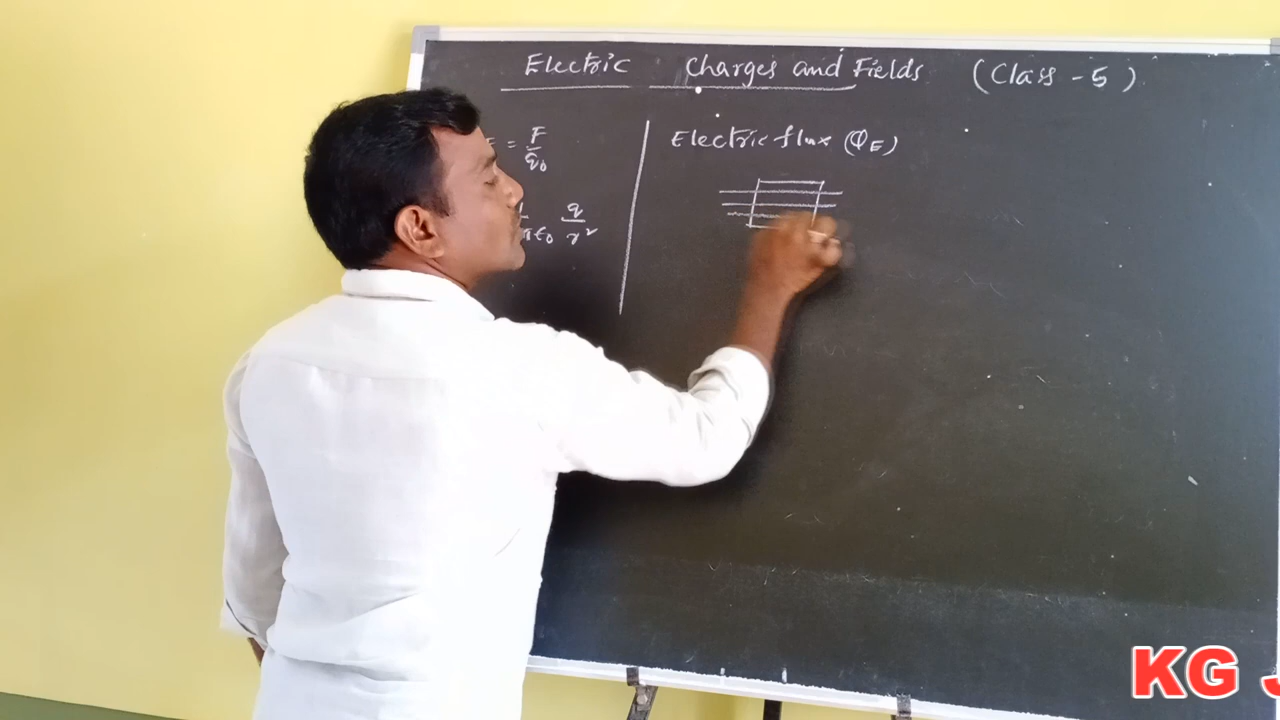 Electric Charges and Fields (Class - 5)
= F/q₀
q/r²
Electric flux (ΦE)
KG J